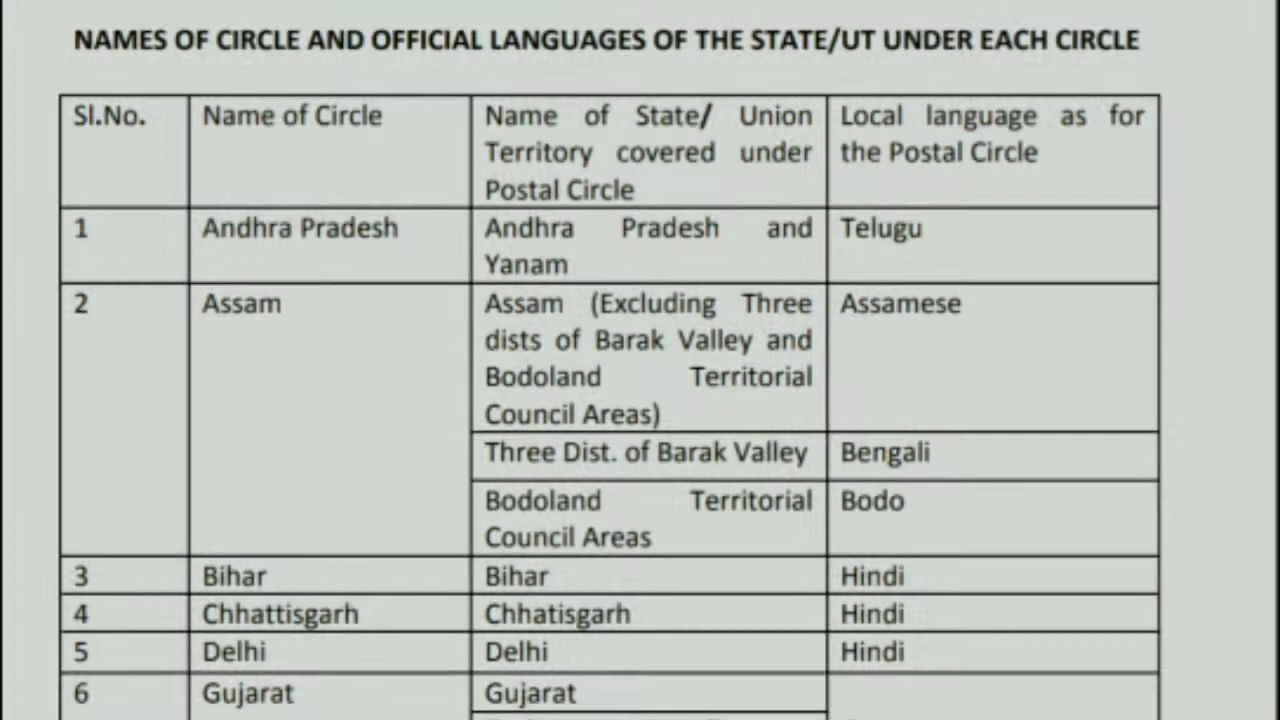 NAMES OF CIRCLE AND OFFICIAL LANGUAGES OF THE STATE/UT UNDER EACH CIRCLE
Sl.No. Name of Circle Name of State/ Union Territory covered under Postal Circle Local language as for the Postal Circle
1 Andhra Pradesh Andhra Pradesh and Yanam Telugu
2 Assam Assam (Excluding Three dists of Barak Valley and Bodoland Territorial Council Areas) Assamese
Three Dist. of Barak Valley Bengali
Bodoland Territorial Council Areas Bodo
3 Bihar Bihar Hindi
4 Chhattisgarh Chhatisgarh Hindi
5 Delhi Delhi Hindi
6 Gujarat Gujarat